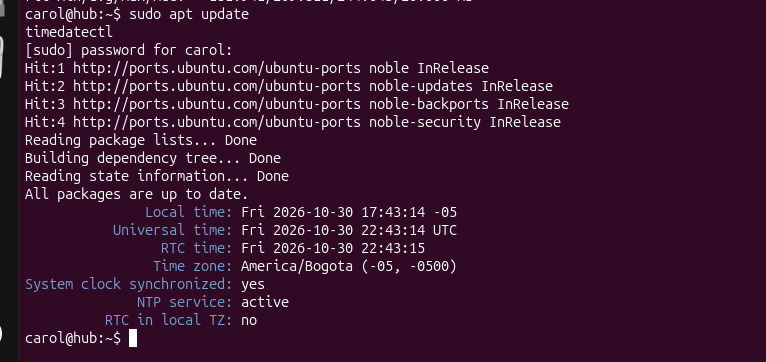 carol@hub:~$ sudo apt update
timedatectl
[sudo] password for carol:
Hit:1 http://ports.ubuntu.com/ubuntu-ports noble InRelease
Hit:2 http://ports.ubuntu.com/ubuntu-ports noble-updates InRelease
Hit:3 http://ports.ubuntu.com/ubuntu-ports noble-backports InRelease
Hit:4 http://ports.ubuntu.com/ubuntu-ports noble-security InRelease
Reading package lists... Done
Building dependency tree... Done
Reading state information... Done
All packages are up to date.
Local time: Fri 2026-10-30 17:43:14 -05
Universal time: Fri 2026-10-30 22:43:14 UTC
RTC time: Fri 2026-10-30 22:43:15
Time zone: America/Bogota (-05, -0500)
System clock synchronized: yes
NTP service: active
RTC in local TZ: no
carol@hub:~$